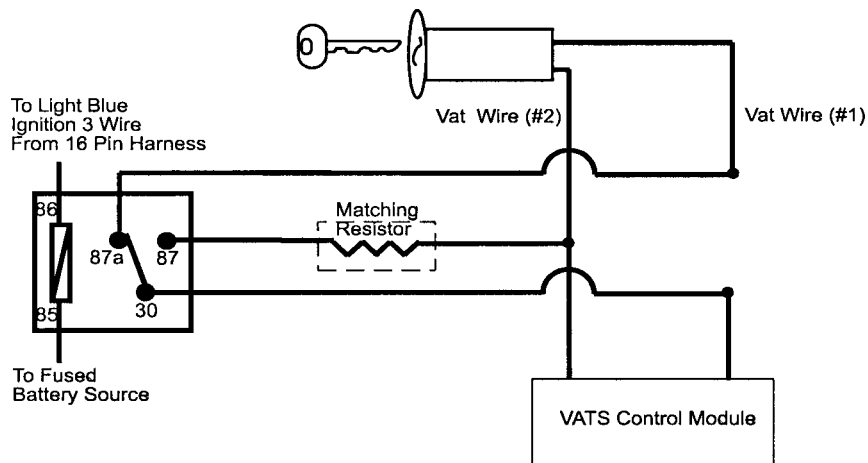 To Light Blue
Ignition 3 Wire
From 16 Pin Harness
Vat Wire (#2)
Vat Wire (#1)
86
87a
87
Matching
Resistor
85
30
To Fused
Battery Source
VATS Control Module